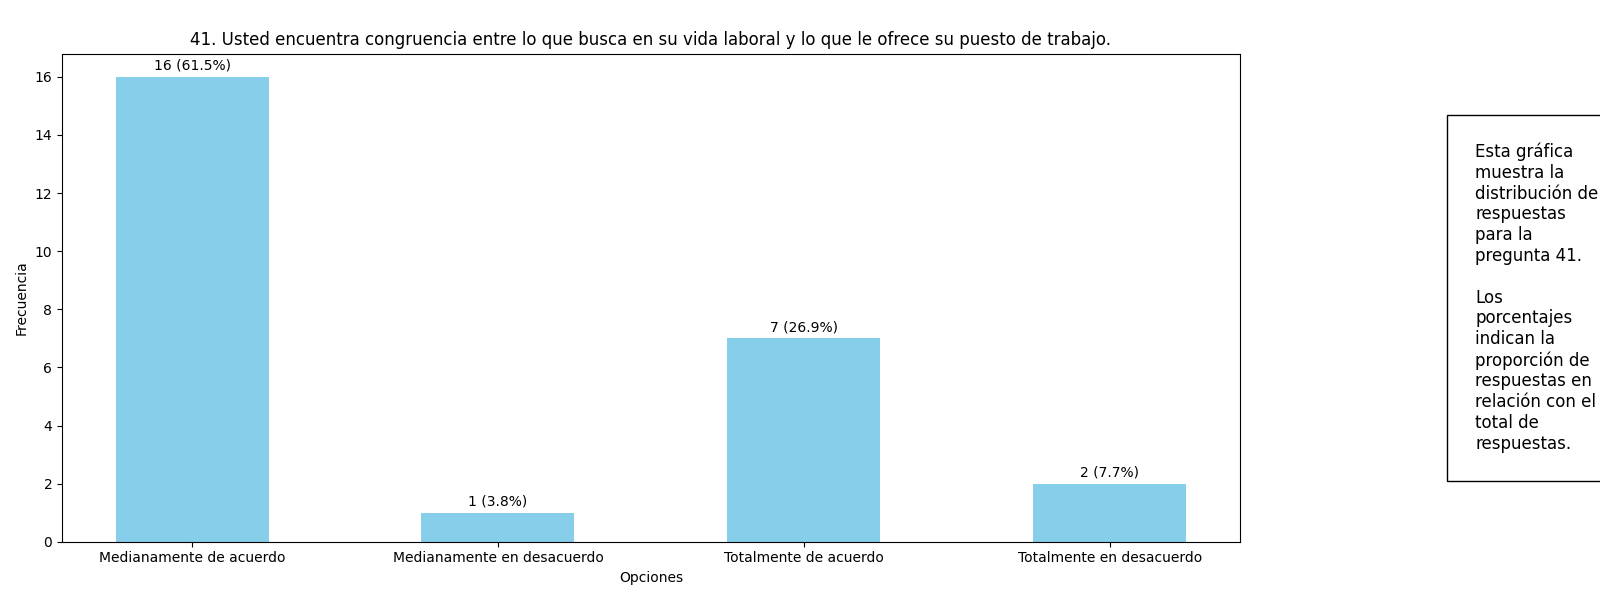 41. Usted encuentra congruencia entre lo que busca en su vida laboral y lo que le ofrece su puesto de trabajo.
Frecuencia
16
14
12
10
8
6
4
2
0
16 (61.5%)
1 (3.8%)
7 (26.9%)
2 (7.7%)
Medianamente de acuerdo
Medianamente en desacuerdo
Totalmente de acuerdo
Totalmente en desacuerdo
Opciones
Esta gráfica
muestra la
distribución de
respuestas
para la
pregunta 41.
Los
porcentajes
indican la
proporción de
respuestas en
relación con el
total de
respuestas.